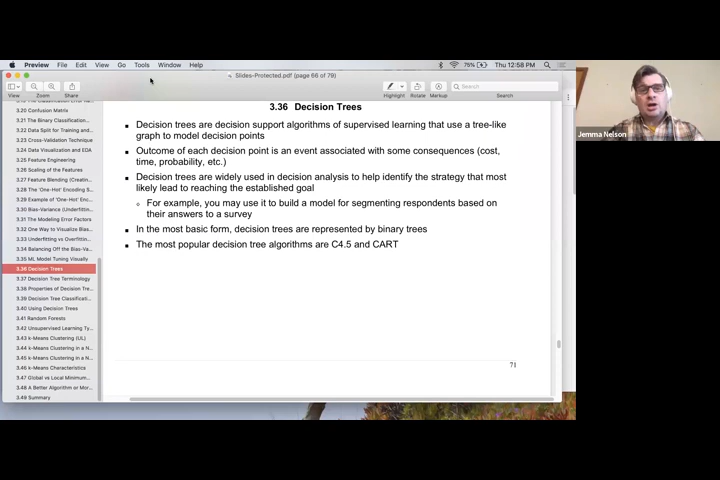 Preview File Edit View Go Tools Window Help
76% Thu 12:58 PM
Slides-Protected.pdf (page 66 of 79)
View Zoom Share Highlight Rotate Markup Search
Search
3.20 Confusion Matrix
3.21 The Binary Classification...
3.22 Data Split for Training and...
3.23 Cross-Validation Technique
3.24 Data Visualization and EDA
3.25 Feature Engineering
3.26 Scaling of the Features
3.27 Feature Blending (Creatin...
3.28 The 'One-Hot' Encoding S...
3.29 Example of 'One-Hot' Enc...
3.30 Bias-Variance (Underfittin...
3.31 The Modeling Error Factors
3.32 One Way to Visualize Bias...
3.33 Underfitting vs Overfittin...
3.34 Balancing Off the Bias-Va...
3.35 ML Model Tuning Visually
3.36 Decision Trees
3.37 Decision Tree Terminology
3.38 Properties of Decision Tre...
3.39 Decision Tree Classificati...
3.40 Using Decision Trees
3.41 Random Forests
3.42 Unsupervised Learning Ty...
3.43 k-Means Clustering (UL)
3.44 k-Means Clustering in a N...
3.45 k-Means Clustering in a N...
3.46 k-Means Characteristics
3.47 Global vs Local Minimum...
3.48 A Better Algorithm or Mor...
3.49 Summary
3.36 Decision Trees
Decision trees are decision support algorithms of supervised learning that use a tree-like
graph to model decision points
Outcome of each decision point is an event associated with some consequences (cost,
time, probability, etc.)
Decision trees are widely used in decision analysis to help identify the strategy that most
likely lead to reaching the established goal
For example, you may use it to build a model for segmenting respondents based on
their answers to a survey
In the most basic form, decision trees are represented by binary trees
The most popular decision tree algorithms are C4.5 and CART
71
Jemma Nelson